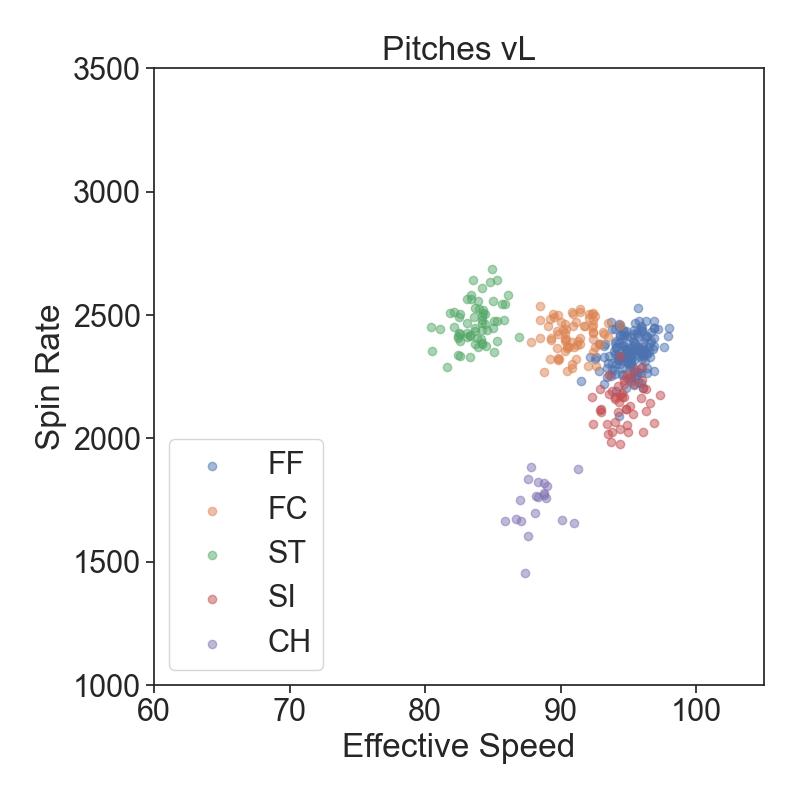 Pitches vL
3500
3000
2500
2000
1500
1000
Spin Rate
FF
FC
ST
SI
CH
60 70 80 90 100
Effective Speed